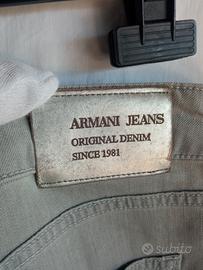 ARMANI JEANS
ORIGINAL DENIM
SINCE 1981
subito